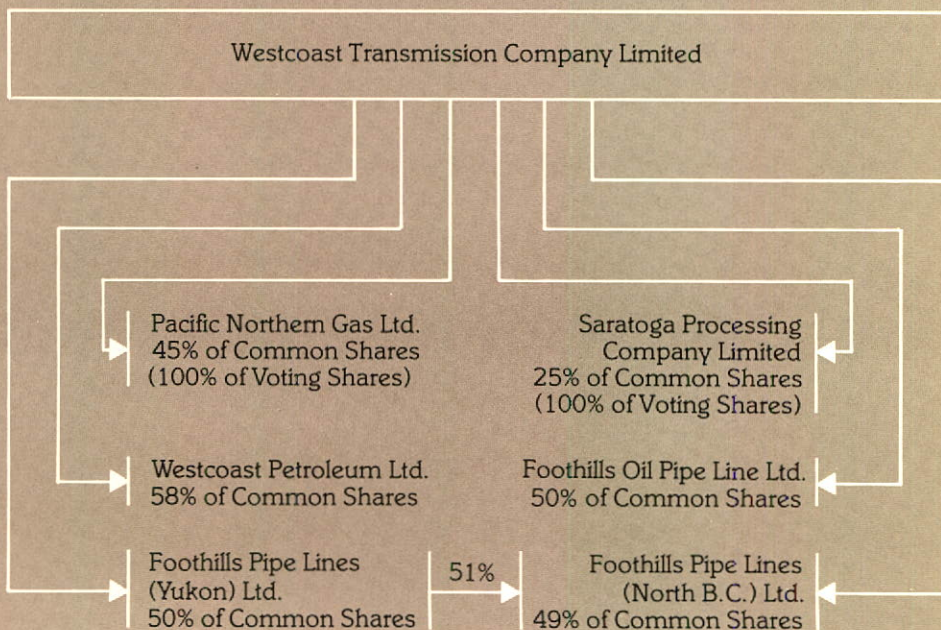 Westcoast Transmission Company Limited
Pacific Northern Gas Ltd.
45% of Common Shares
(100% of Voting Shares)
Saratoga Processing
Company Limited
25% of Common Shares
(100% of Voting Shares)
Westcoast Petroleum Ltd.
58% of Common Shares
Foothills Oil Pipe Line Ltd.
50% of Common Shares
Foothills Pipe Lines
(Yukon) Ltd.
50% of Common Shares
51%
Foothills Pipe Lines
(North B.C.) Ltd.
49% of Common Shares